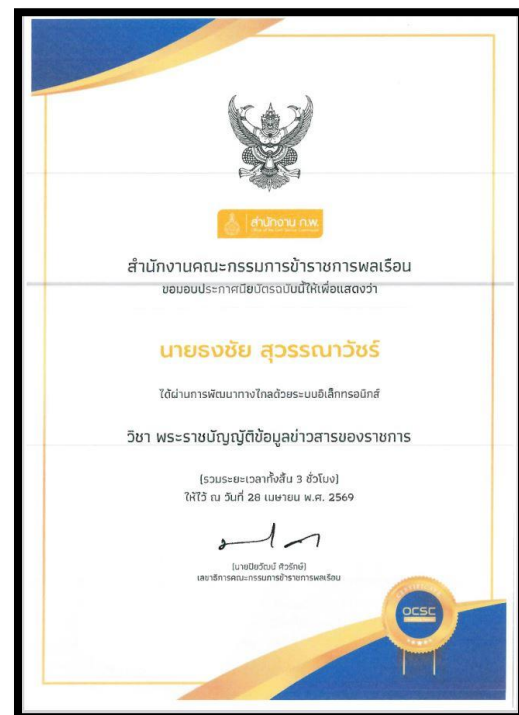 สำนักงาน ก.พ.
สำนักงานคณะกรรมการข้าราชการพลเรือน
ขอมอบประกาศนียบัตรฉบับนี้ให้เพื่อแสดงว่า
นายธงชัย สุวรรณาวัชร์
ได้ผ่านการพัฒนาทางไกลด้วยระบบอิเล็กทรอนิกส์
วิชา พระราชบัญญัติข้อมูลข่าวสารของราชการ
(รวมระยะเวลาทั้งสิ้น 3 ชั่วโมง)
ให้ไว้ ณ วันที่ 28 เมษายน พ.ศ. 2569
(นายปิยวัฒน์ ศิวรักษ์)
เลขาธิการคณะกรรมการข้าราชการพลเรือน
OCSC